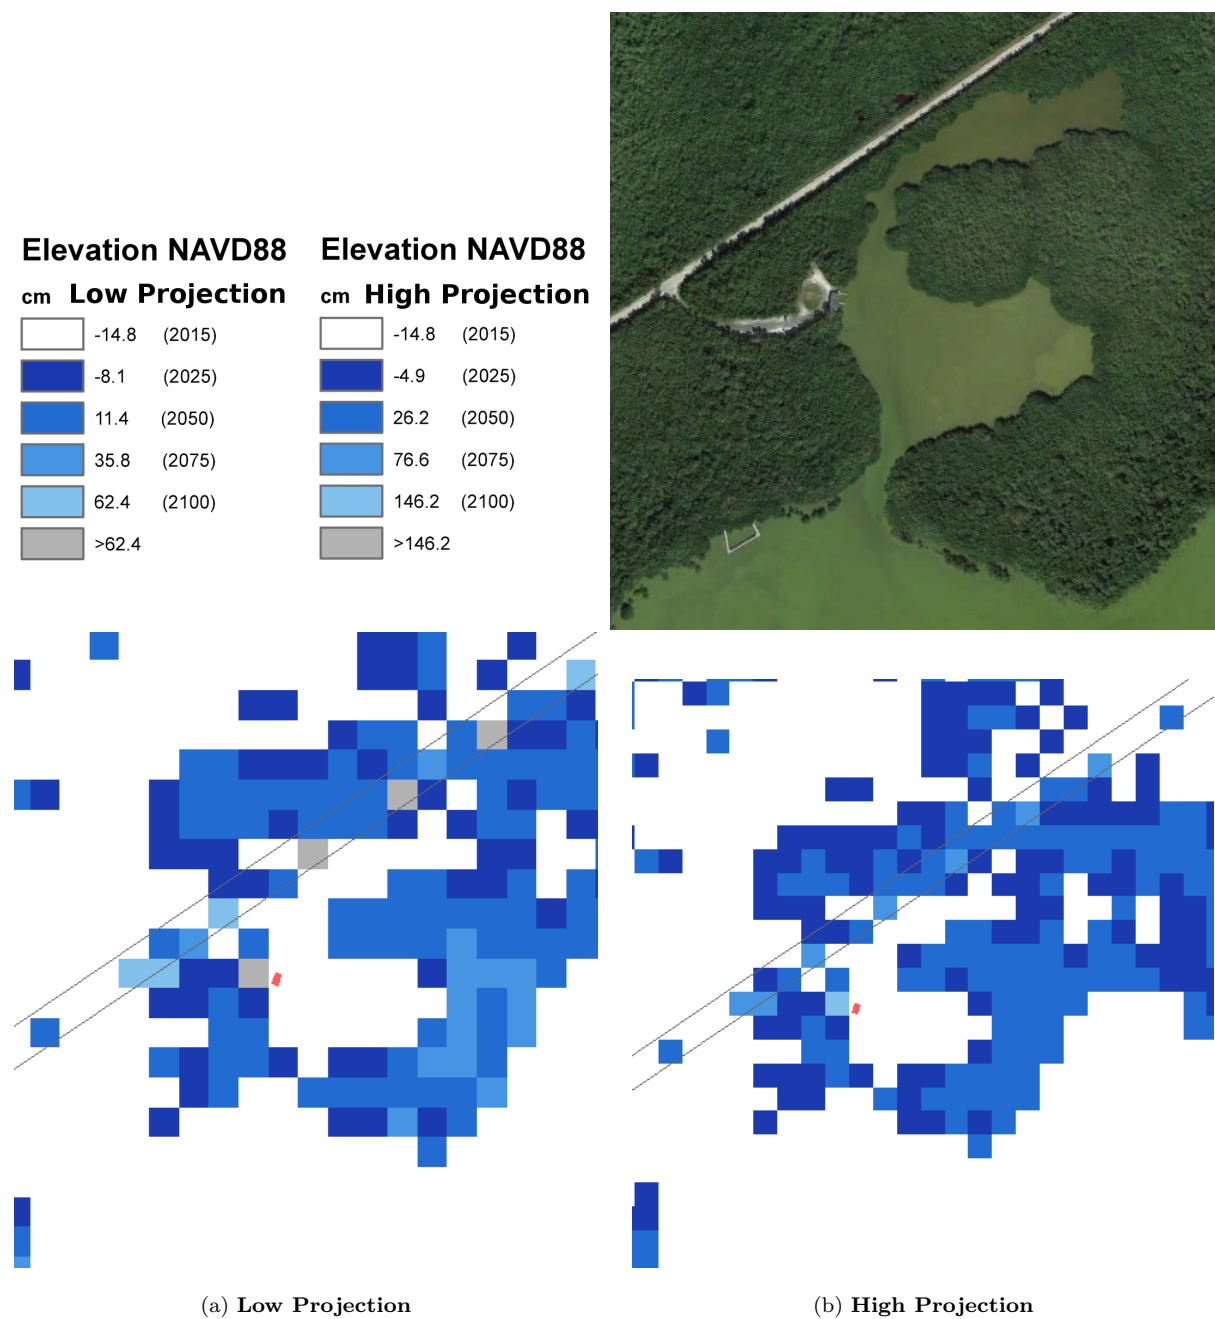 Elevation NAVD88
cm Low Projection
-14.8 (2015)
-8.1 (2025)
11.4 (2050)
35.8 (2075)
62.4 (2100)
>62.4
Elevation NAVD88
cm High Projection
-14.8 (2015)
-4.9 (2025)
26.2 (2050)
76.6 (2075)
146.2 (2100)
>146.2
(a) Low Projection
(b) High Projection